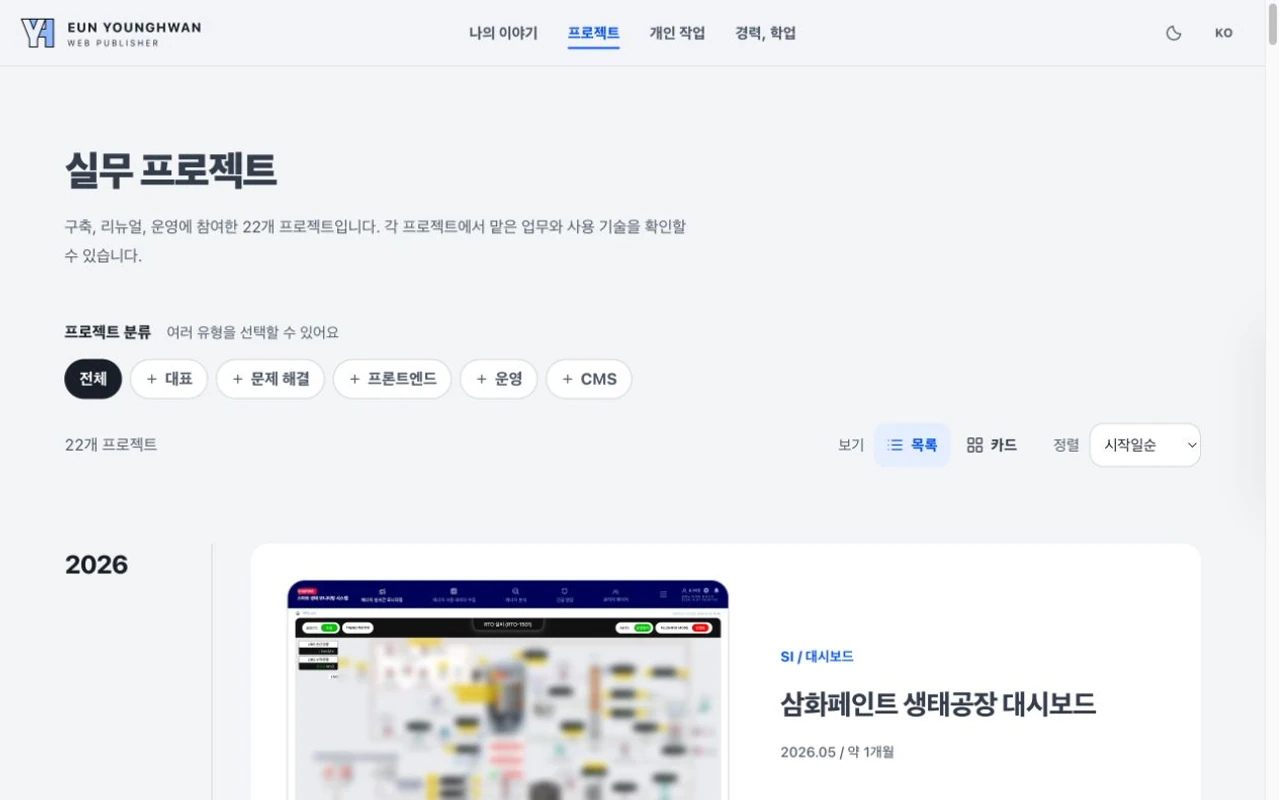 EUN YOUNGHWAN
WEB PUBLISHER
나의 이야기
프로젝트
개인 작업
경력, 학업
KO
실무 프로젝트
구축, 리뉴얼, 운영에 참여한 22개 프로젝트입니다. 각 프로젝트에서 맡은 업무와 사용 기술을 확인할
수 있습니다.
프로젝트 분류 여러 유형을 선택할 수 있어요
전체
+ 대표
+ 문제 해결
+ 프론트엔드
+ 운영
+ CMS
22개 프로젝트
보기
목록
카드
정렬
시작일순
2026
RTO 설비 (RTO-1501)
SI / 대시보드
삼화페인트 생태공장 대시보드
2026.05 / 약 1개월